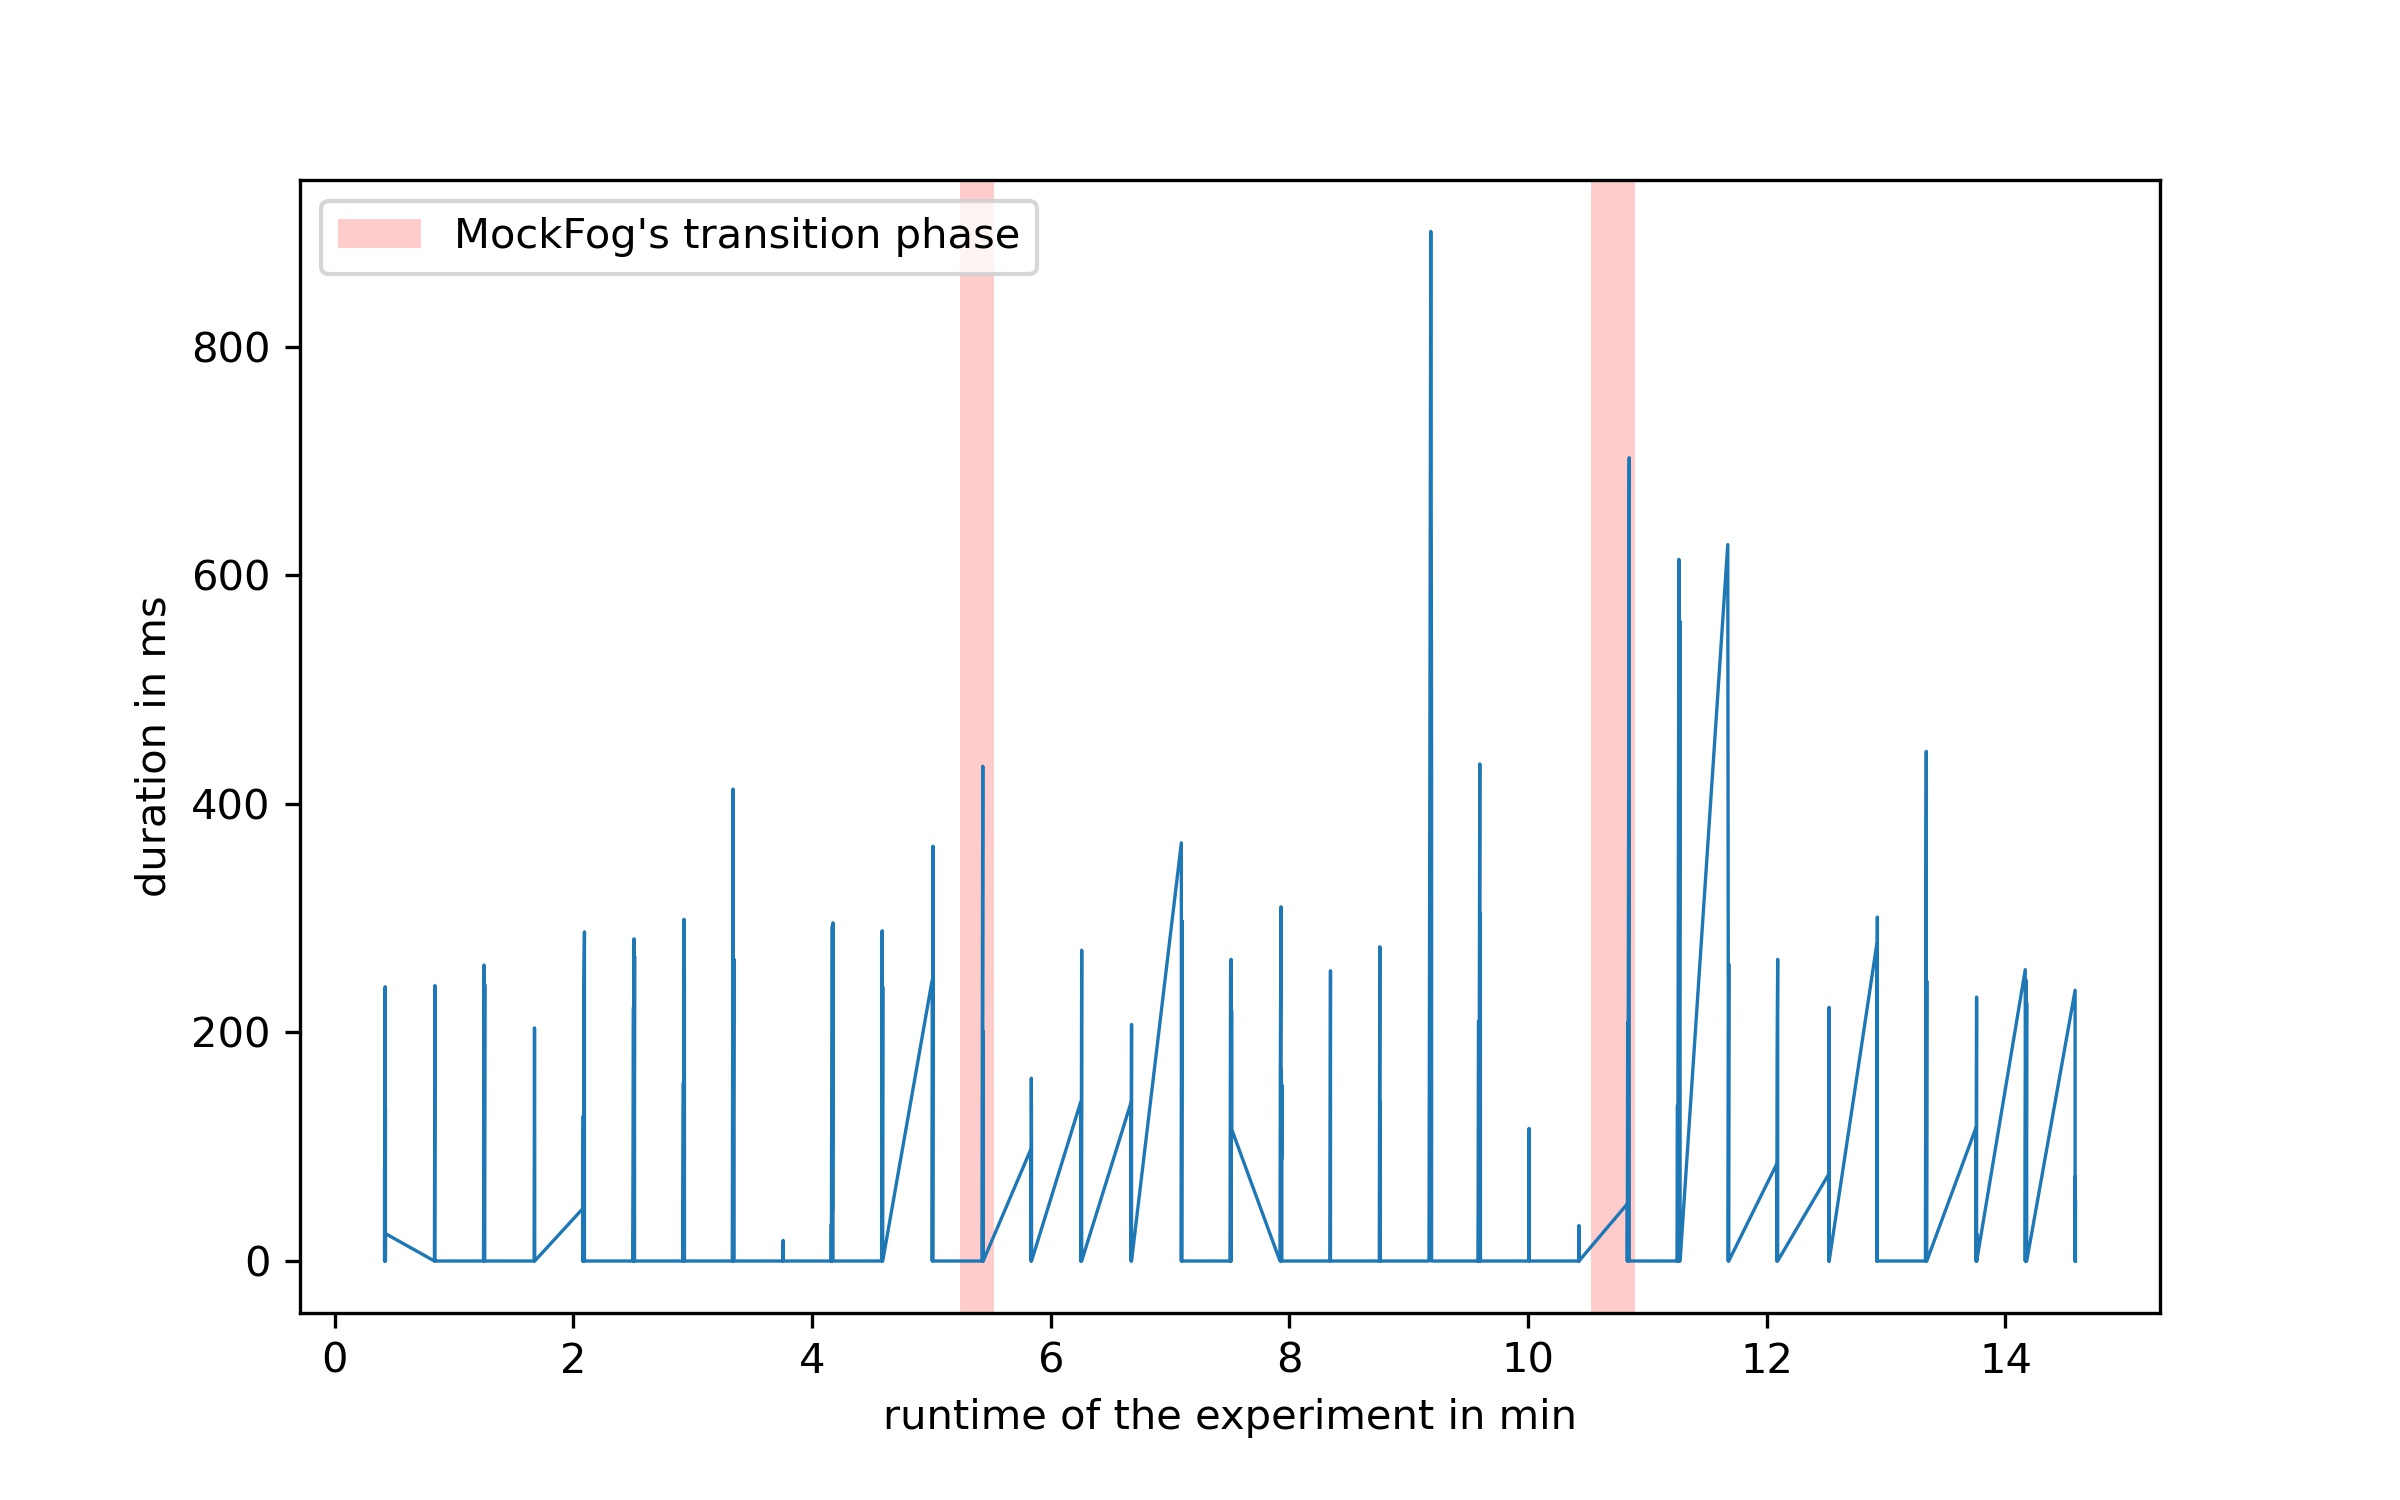 MockFog's transition phase
800
600
400
200
0
duration in ms
0 2 4 6 8 10 12 14
runtime of the experiment in min